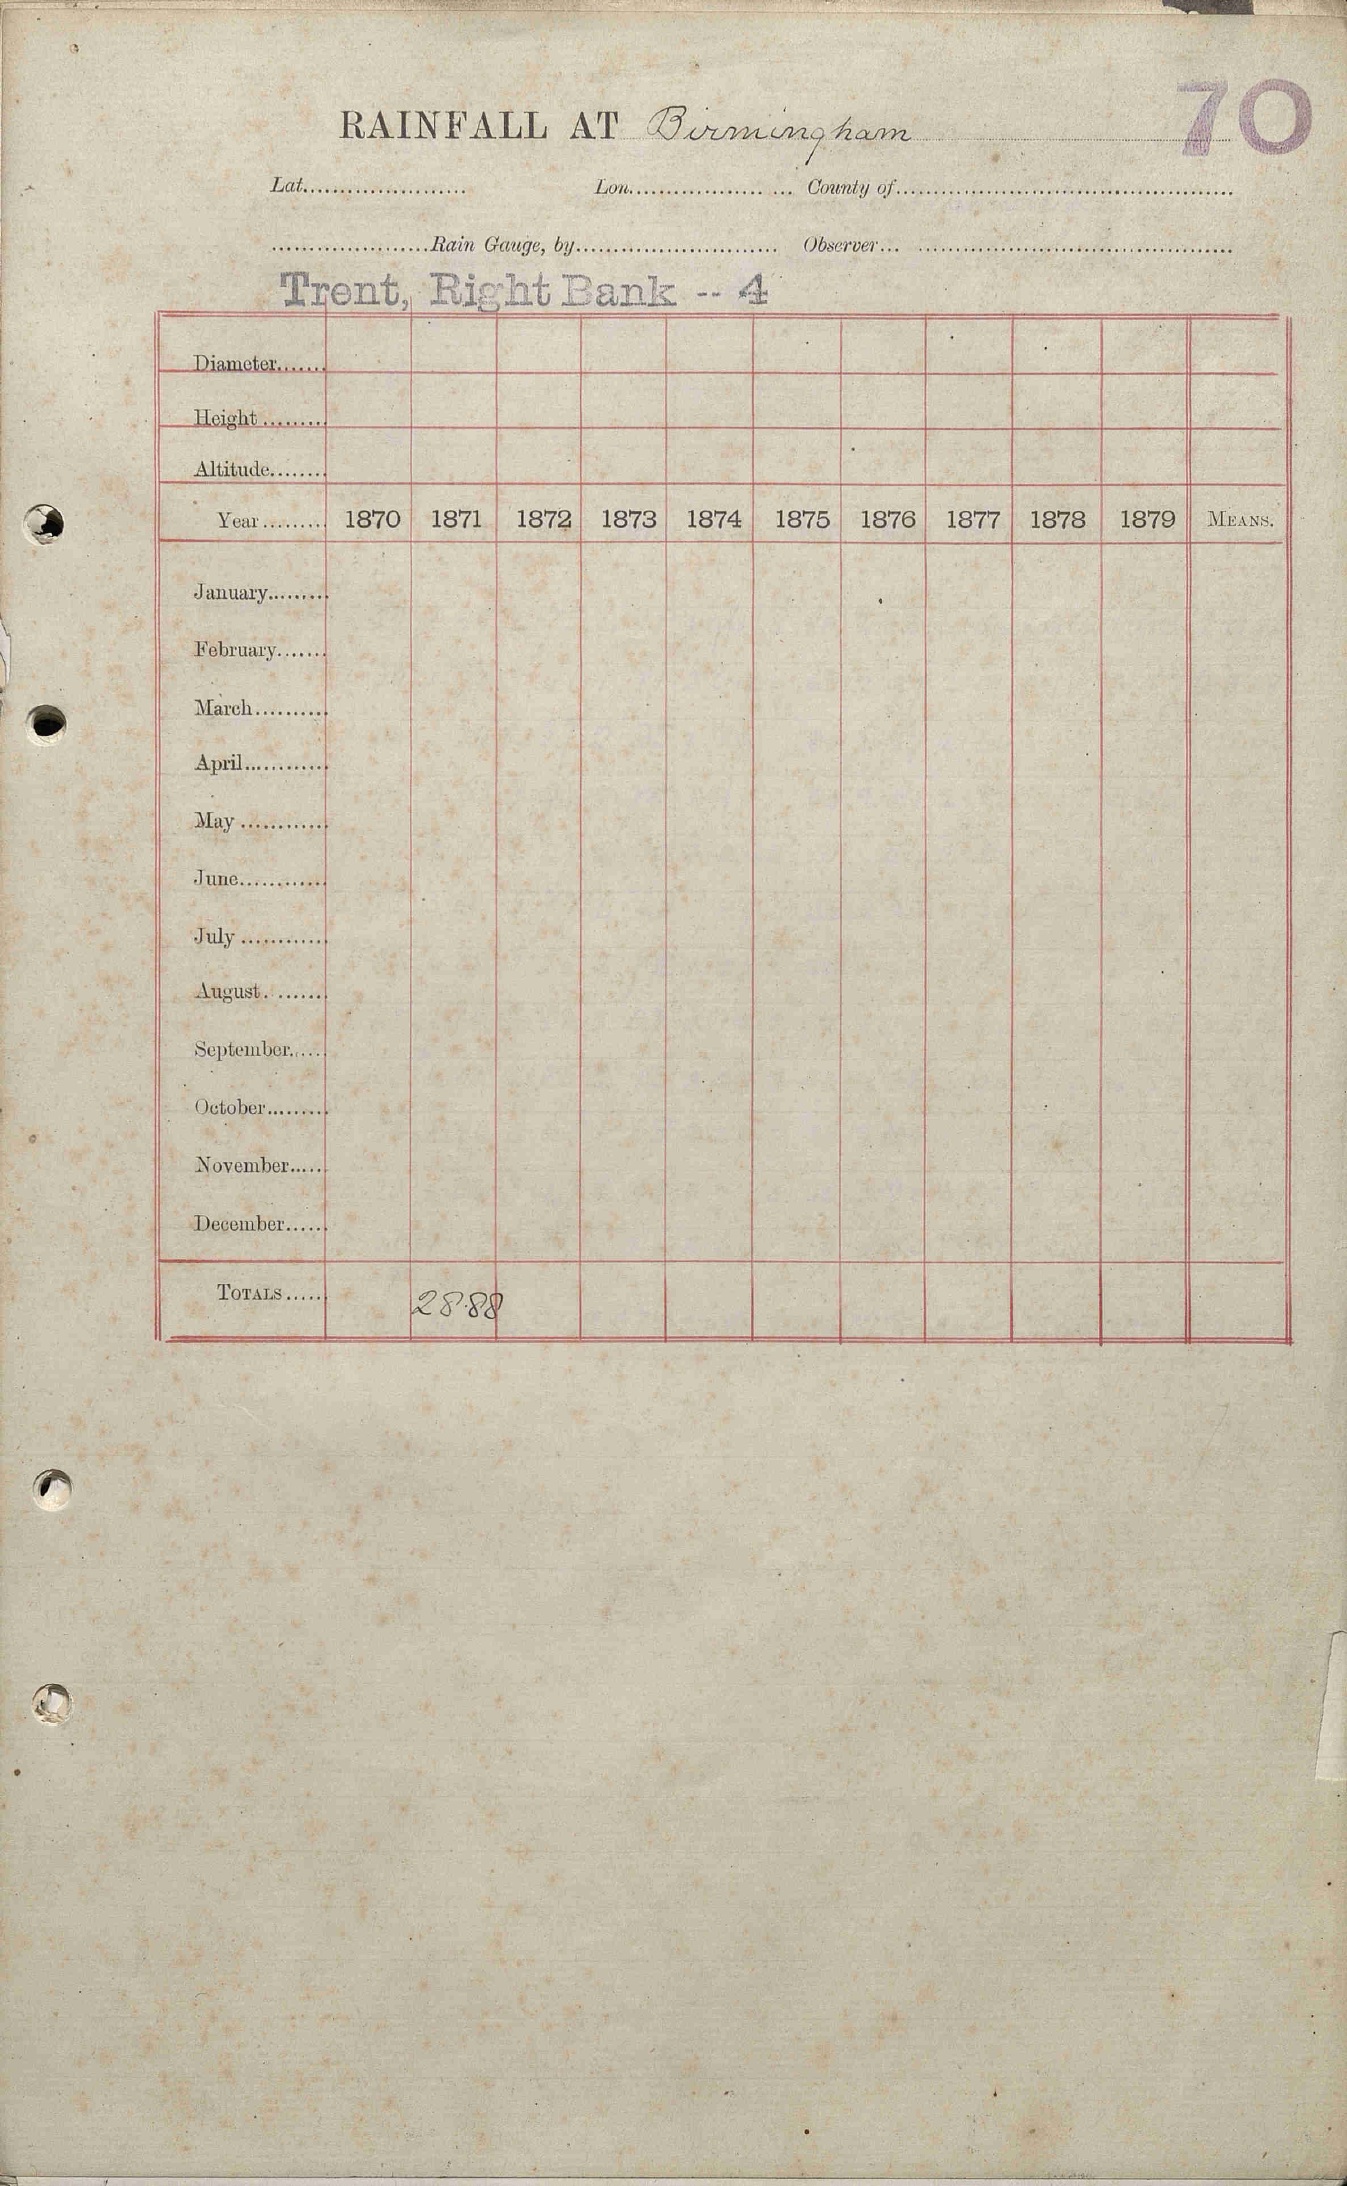 70
RAINFALL AT Birmingham
Lat. Lon. County of
Rain Gauge, by Observer
Trent, Right Bank -- 4
Diameter
Height
Altitude
Year 1870 1871 1872 1873 1874 1875 1876 1877 1878 1879 MEANS.
January
February
March
April
May
June
July
August
September
October
November
December
TOTALS 28.88